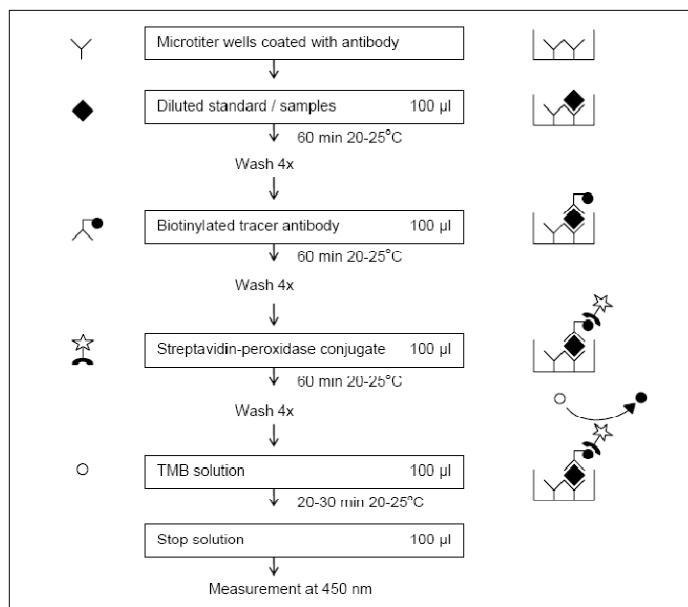 Microtiter wells coated with antibody
Diluted standard / samples 100 µl
60 min 20-25°C
Wash 4x
Biotinylated tracer antibody 100 µl
60 min 20-25°C
Wash 4x
Streptavidin-peroxidase conjugate 100 µl
60 min 20-25°C
Wash 4x
TMB solution 100 µl
20-30 min 20-25°C
Stop solution 100 µl
Measurement at 450 nm